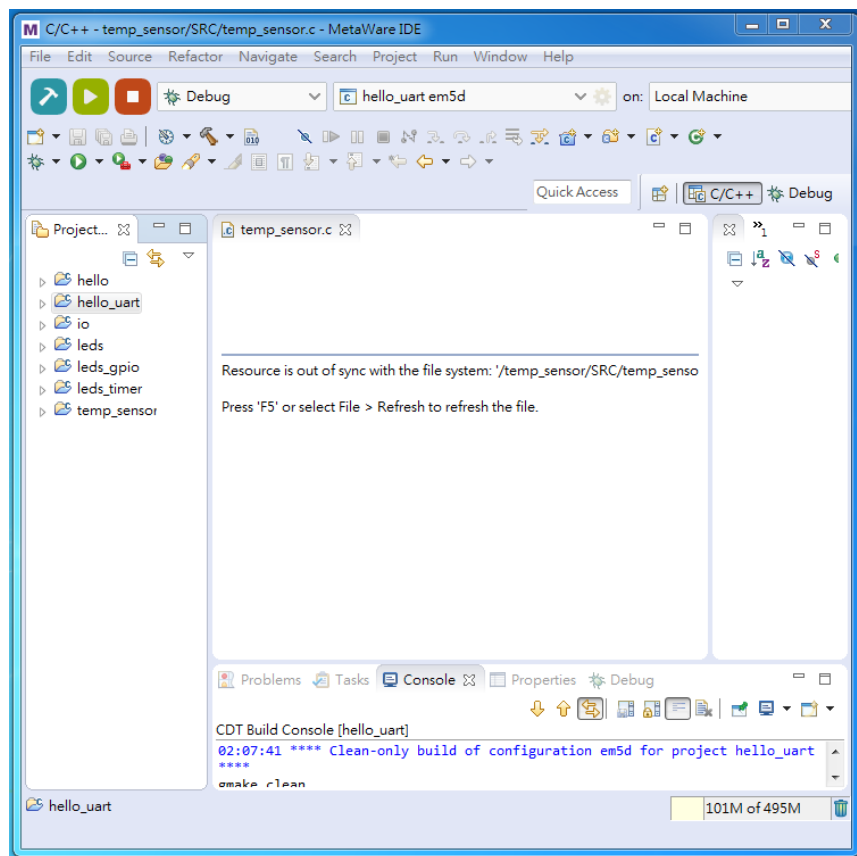 C/C++ - temp_sensor/SRC/temp_sensor.c - MetaWare IDE
File Edit Source Refactor Navigate Search Project Run Window Help
Debug hello_uart em5d on: Local Machine
Quick Access C/C++ Debug
Project... temp_sensor.c
hello
hello_uart
io
leds
leds_gpio
leds_timer
temp_sensor
Resource is out of sync with the file system: '/temp_sensor/SRC/temp_senso
Press 'F5' or select File > Refresh to refresh the file.
Problems Tasks Console Properties Debug
CDT Build Console [hello_uart]
02:07:41 **** Clean-only build of configuration em5d for project hello_uart
****
gmake clean
hello_uart 101M of 495M